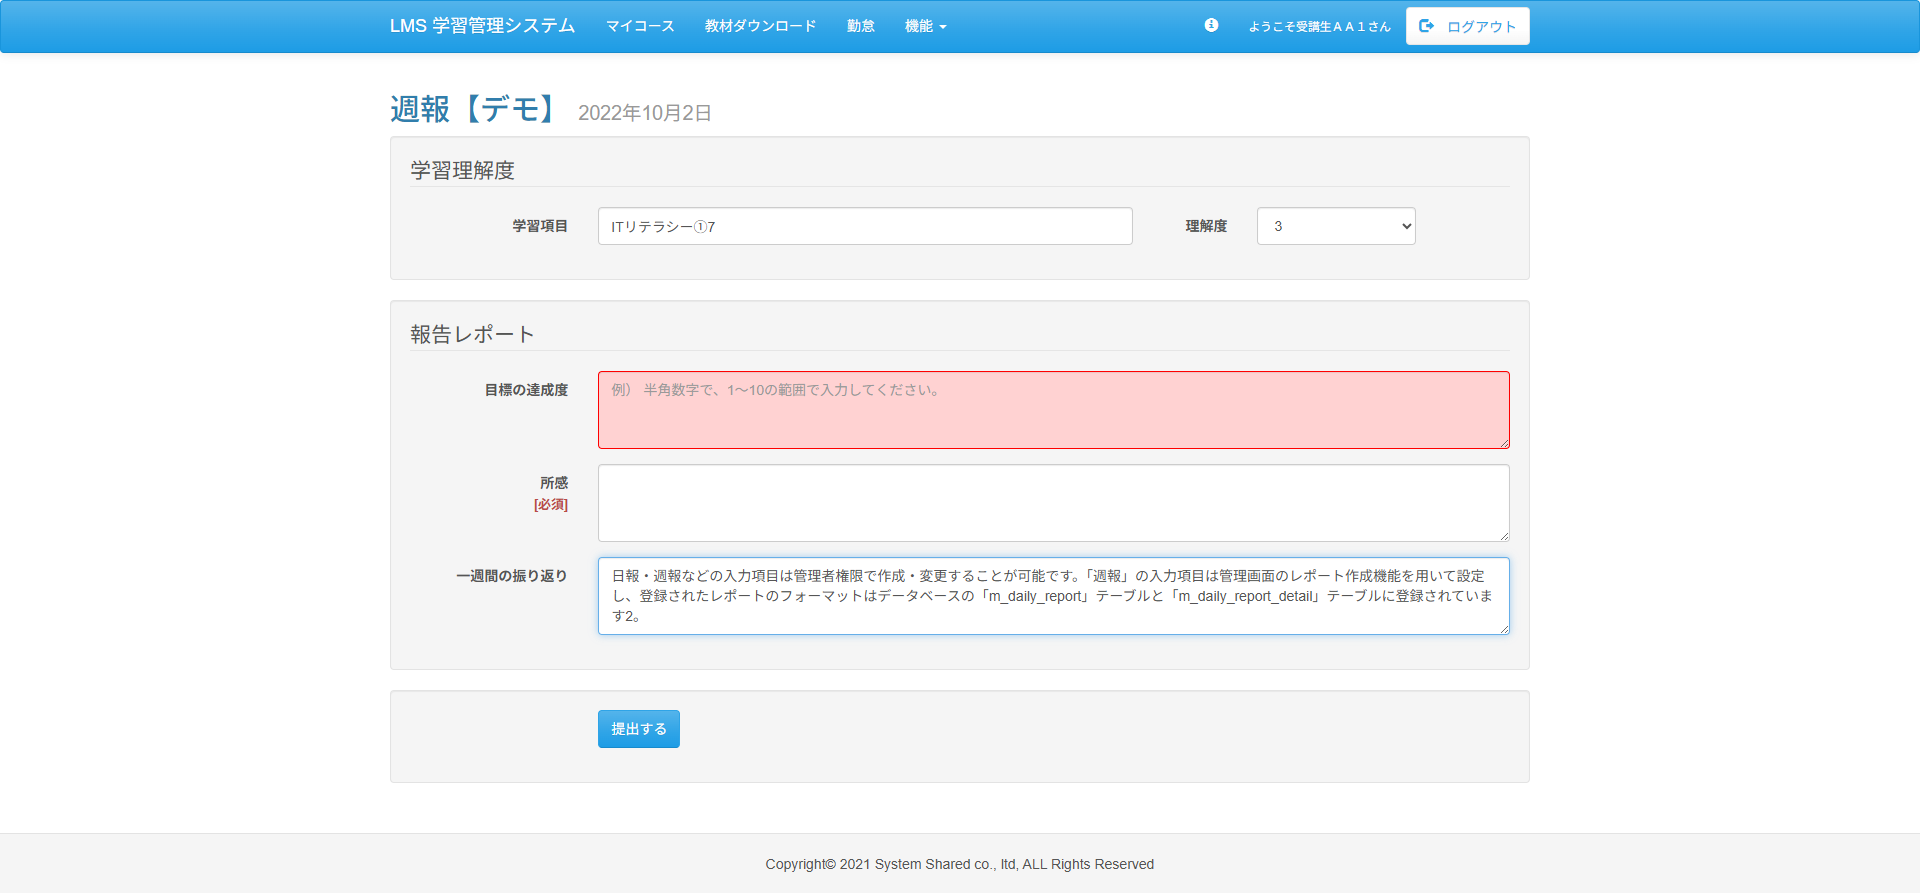 LMS 学習管理システム マイコース 教材ダウンロード 勤怠 機能 ようこそ受講生ＡＡ１さん ログアウト
週報【デモ】 2022年10月2日
学習理解度
学習項目 ITリテラシー①7 理解度 3
報告レポート
目標の達成度 例） 半角数字で、1～10の範囲で入力してください。
所感
[必須]
一週間の振り返り 日報・週報などの入力項目は管理者権限で作成・変更することが可能です。「週報」の入力項目は管理画面のレポート作成機能を用いて設定
し、登録されたレポートのフォーマットはデータベースの「m_daily_report」テーブルと「m_daily_report_detail」テーブルに登録されていま
す2。
提出する
Copyright© 2021 System Shared co., ltd, ALL Rights Reserved